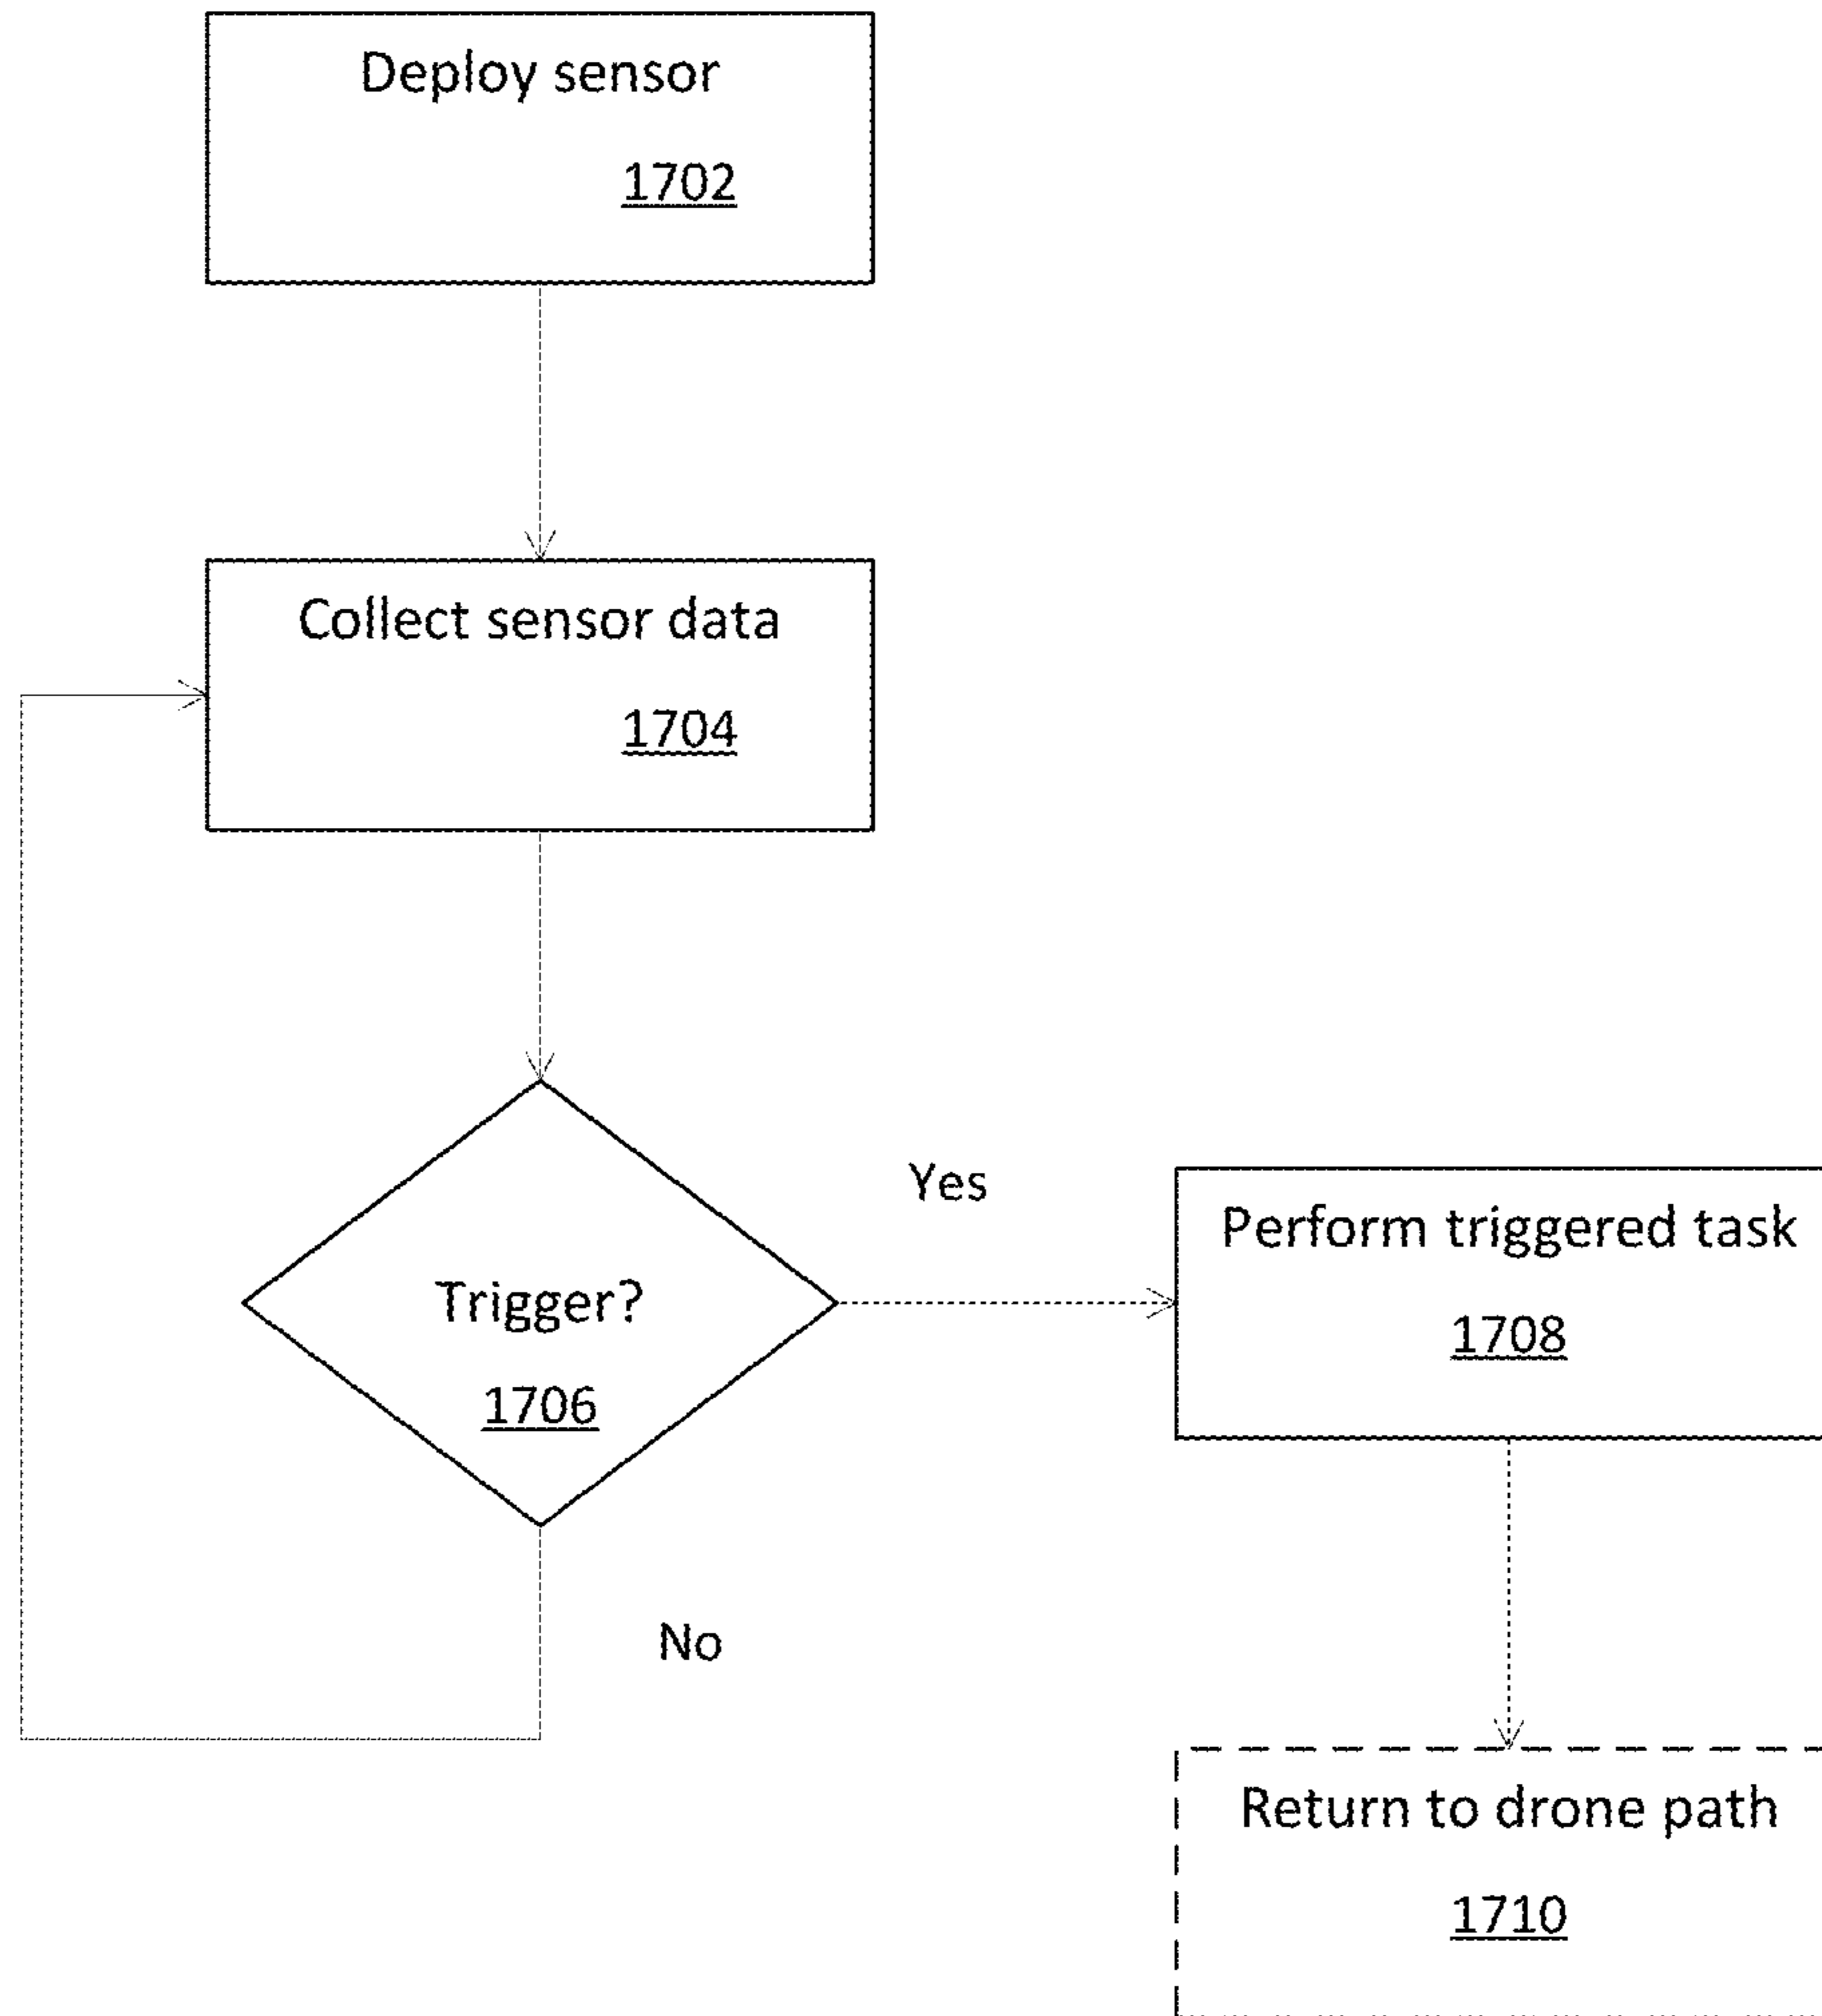 Deploy sensor
1702
Collect sensor data
1704
Trigger?
1706
Yes
No
Perform triggered task
1708
Return to drone path
1710